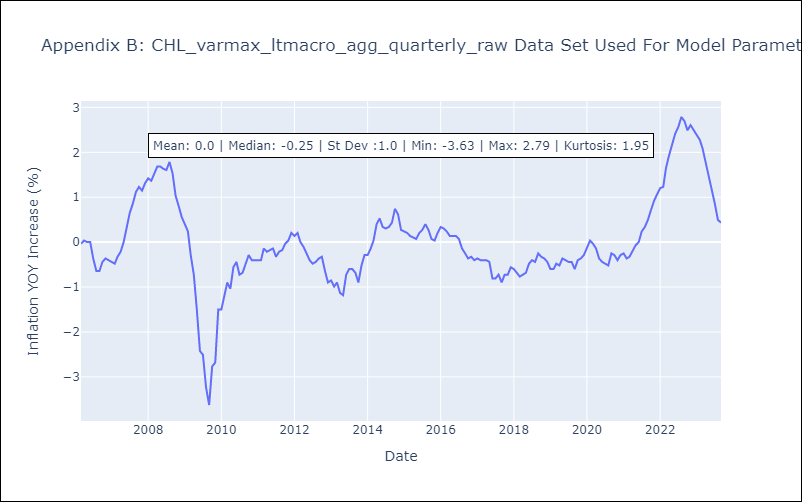 Appendix B: CHL_varmax_ltmacro_agg_quarterly_raw Data Set Used For Model Paramet
3
Mean: 0.0 | Median: -0.25 | St Dev :1.0 | Min: -3.63 | Max: 2.79 | Kurtosis: 1.95
2
1
0
−1
−2
−3
Inflation YOY Increase (%)
2008 2010 2012 2014 2016 2018 2020 2022
Date